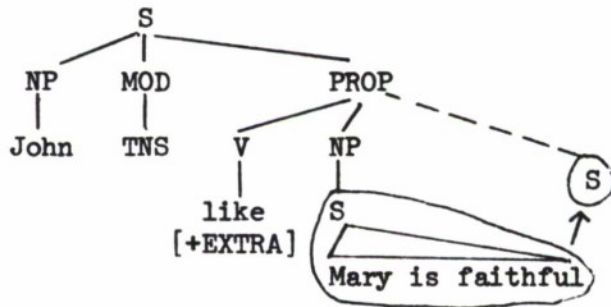 S
NP MOD PROP
John TNS V NP S
like S
[+EXTRA]
Mary is faithful